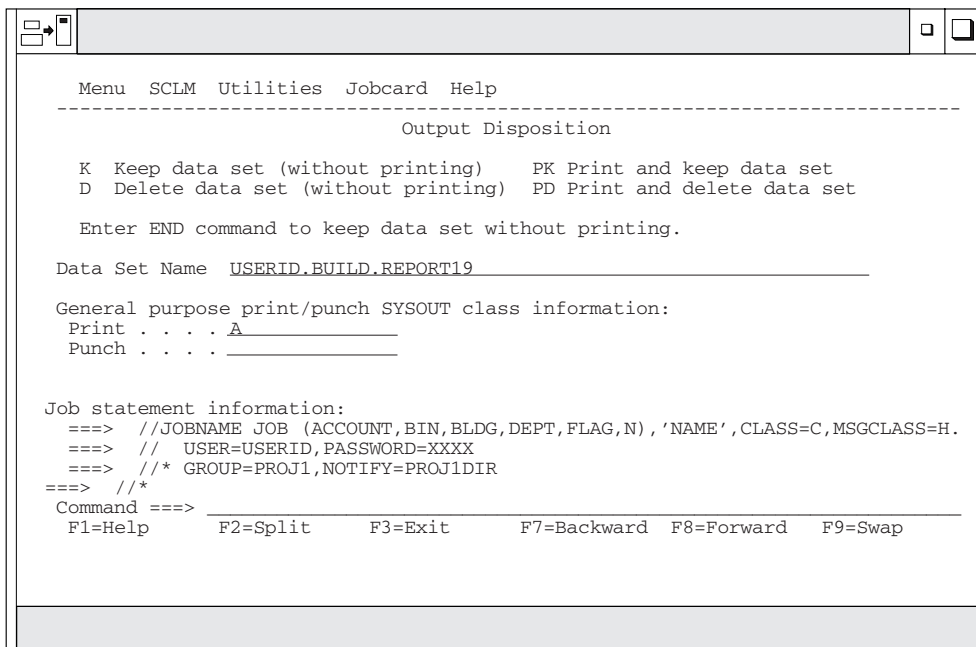 Menu SCLM Utilities Jobcard Help
------------------------------------------------------------------------------
Output Disposition
K Keep data set (without printing) PK Print and keep data set
D Delete data set (without printing) PD Print and delete data set
Enter END command to keep data set without printing.
Data Set Name USERID.BUILD.REPORT19
General purpose print/punch SYSOUT class information:
Print . . . . A
Punch . . . .
Job statement information:
===> //JOBNAME JOB (ACCOUNT,BIN,BLDG,DEPT,FLAG,N),'NAME',CLASS=C,MSGCLASS=H.
===> // USER=USERID,PASSWORD=XXXX
===> //* GROUP=PROJ1,NOTIFY=PROJ1DIR
===> //*
Command ===>
F1=Help F2=Split F3=Exit F7=Backward F8=Forward F9=Swap